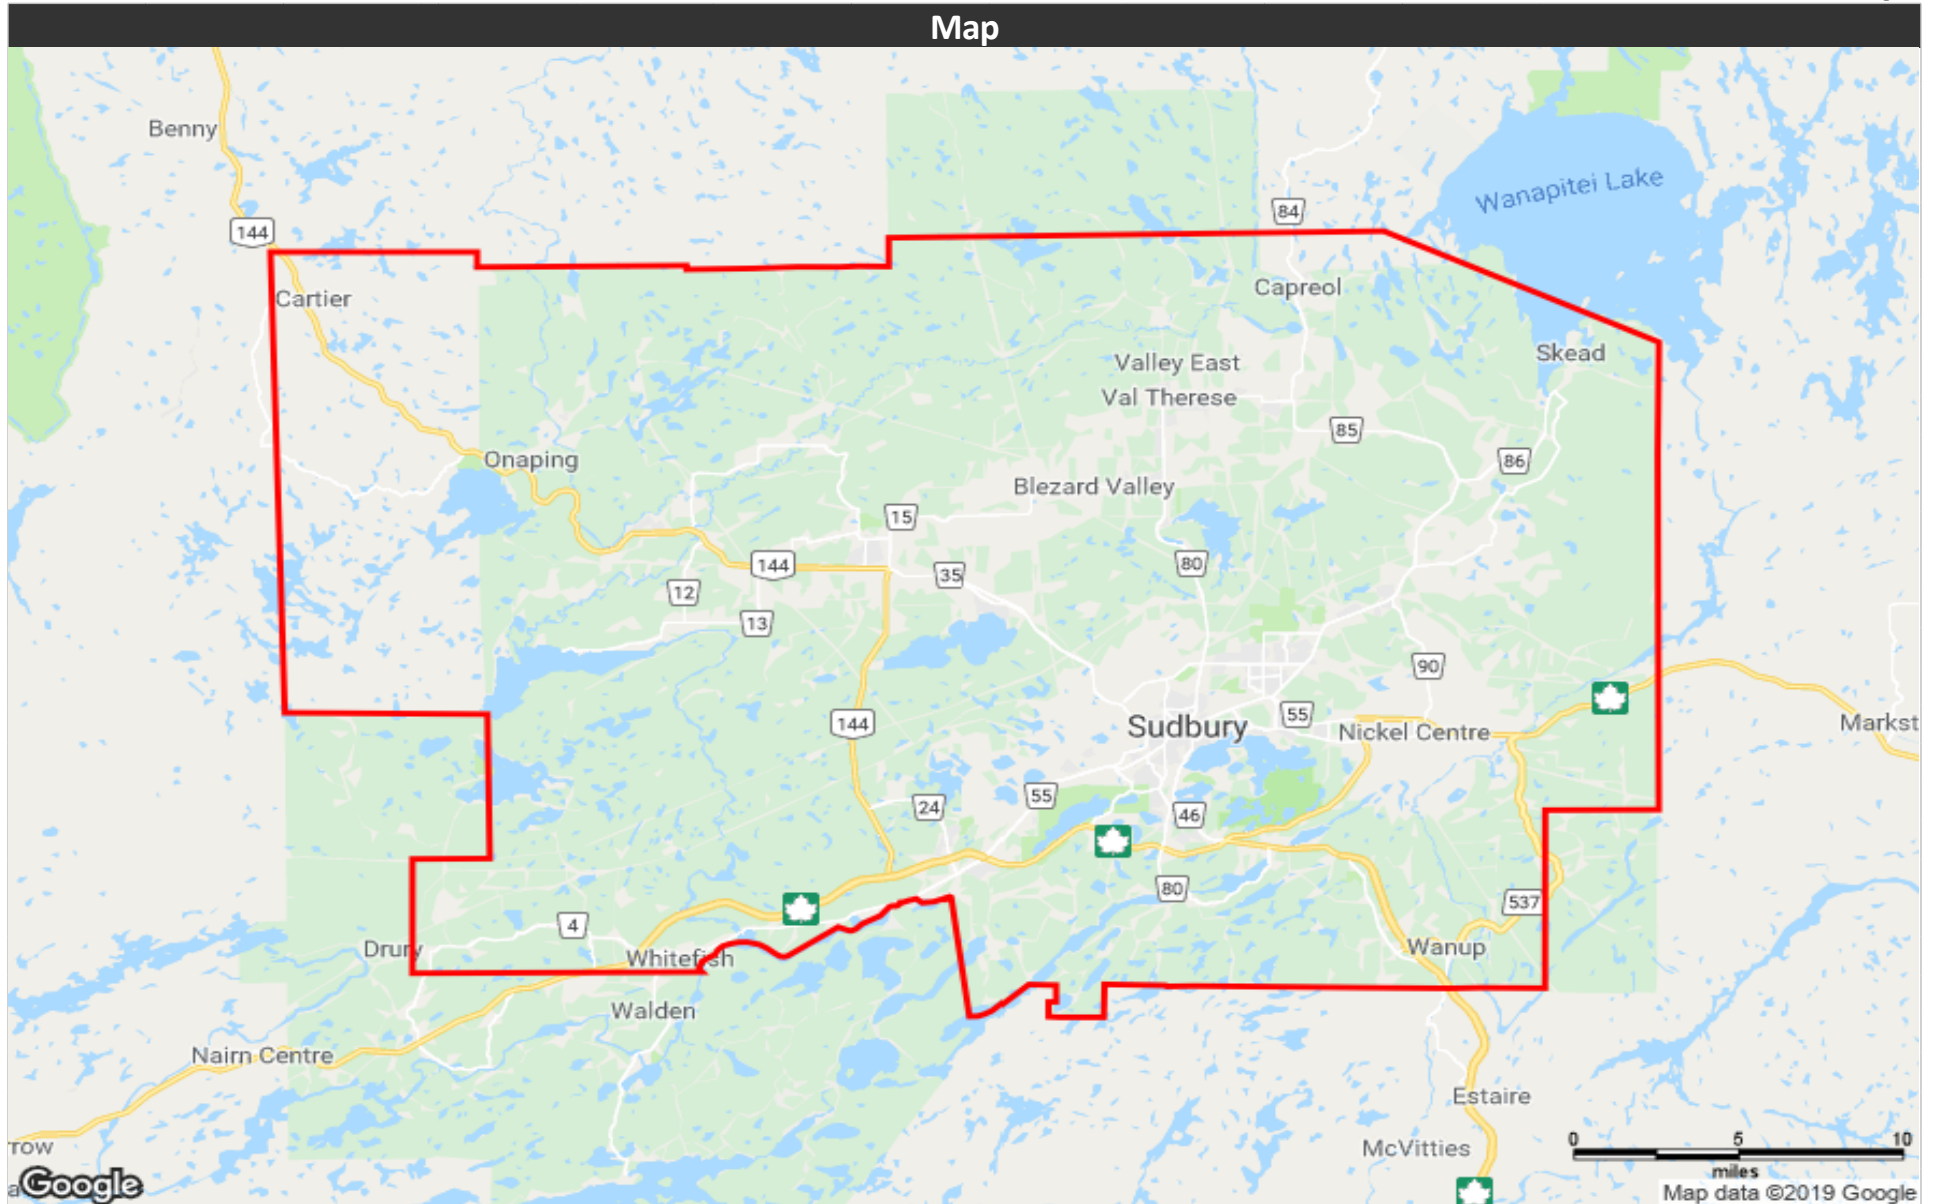 Map
Benny
Wanapitei Lake
84
144
Capreol
Cartier
Skead
Valley East
Val Therese
85
Onaping
86
Blezard Valley
15
144
80
35
12
13
90
144
55
Sudbury
Nickel Centre
Markst
55
24
46
80
537
4
Drury
Wanup
Whitefish
Walden
Nairn Centre
Estaire
rrow
McVitties
0 5 10
miles
Google
Map data ©2019 Google